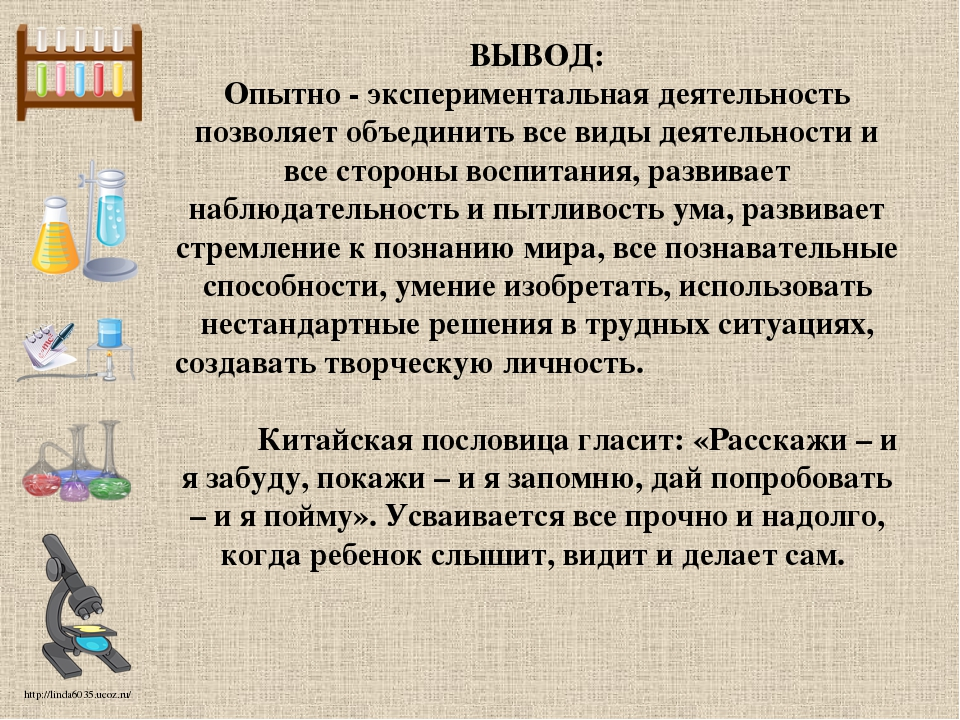 ВЫВОД:
Опытно - экспериментальная деятельность
позволяет объединить все виды деятельности и
все стороны воспитания, развивает
наблюдательность и пытливость ума, развивает
стремление к познанию мира, все познавательные
способности, умение изобретать, использовать
нестандартные решения в трудных ситуациях,
создавать творческую личность.
Китайская пословица гласит: «Расскажи – и
я забуду, покажи – и я запомню, дай попробовать
– и я пойму». Усваивается все прочно и надолго,
когда ребенок слышит, видит и делает сам.
http://linda6035.ucoz.ru/